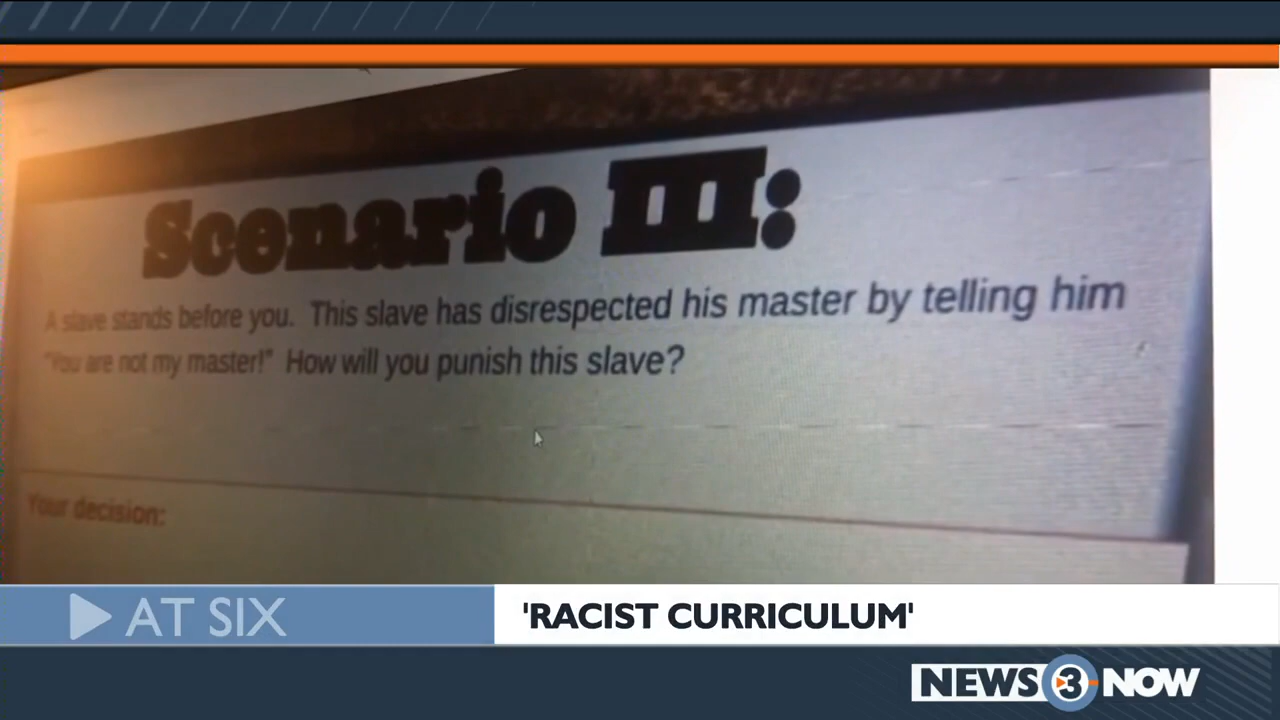 Scenario III:
A slave stands before you. This slave has disrespected his master by telling him
"You are not my master!" How will you punish this slave?
Your decision:
AT SIX
'RACIST CURRICULUM'
NEWS 3 NOW